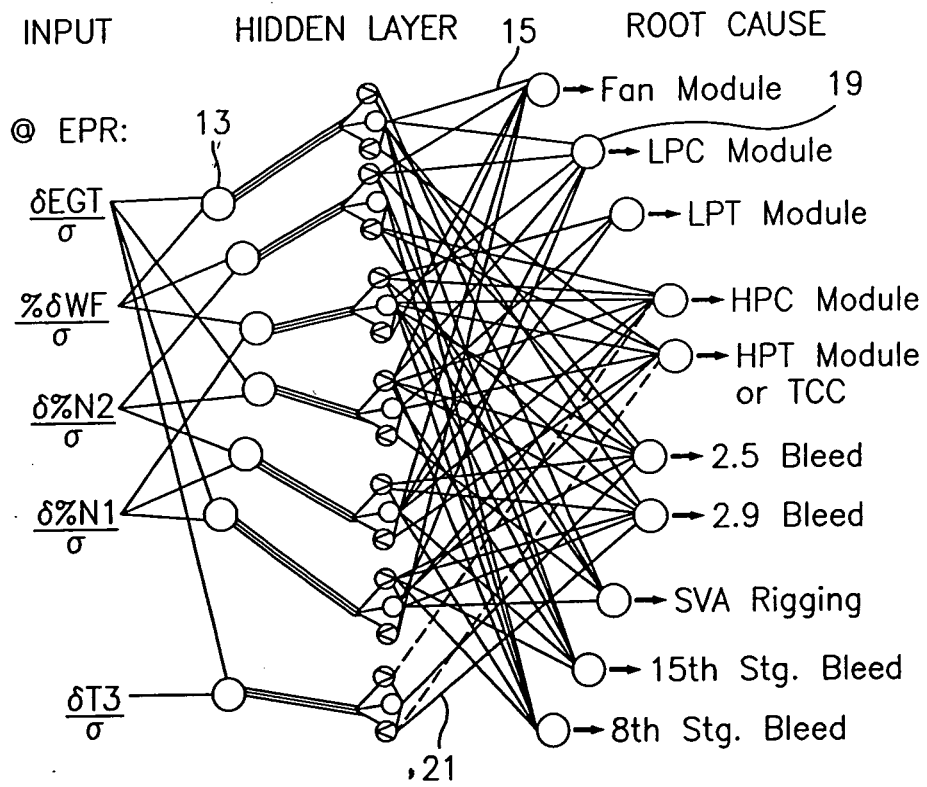 INPUT HIDDEN LAYER ROOT CAUSE
15
Fan Module
19
@ EPR:
13
LPC Module
δEGT
σ
LPT Module
%δWF
σ
HPC Module
HPT Module
or TCC
δ%N2
σ
2.5 Bleed
δ%N1
σ
2.9 Bleed
SVA Rigging
15th Stg. Bleed
δT3
σ
8th Stg. Bleed
21